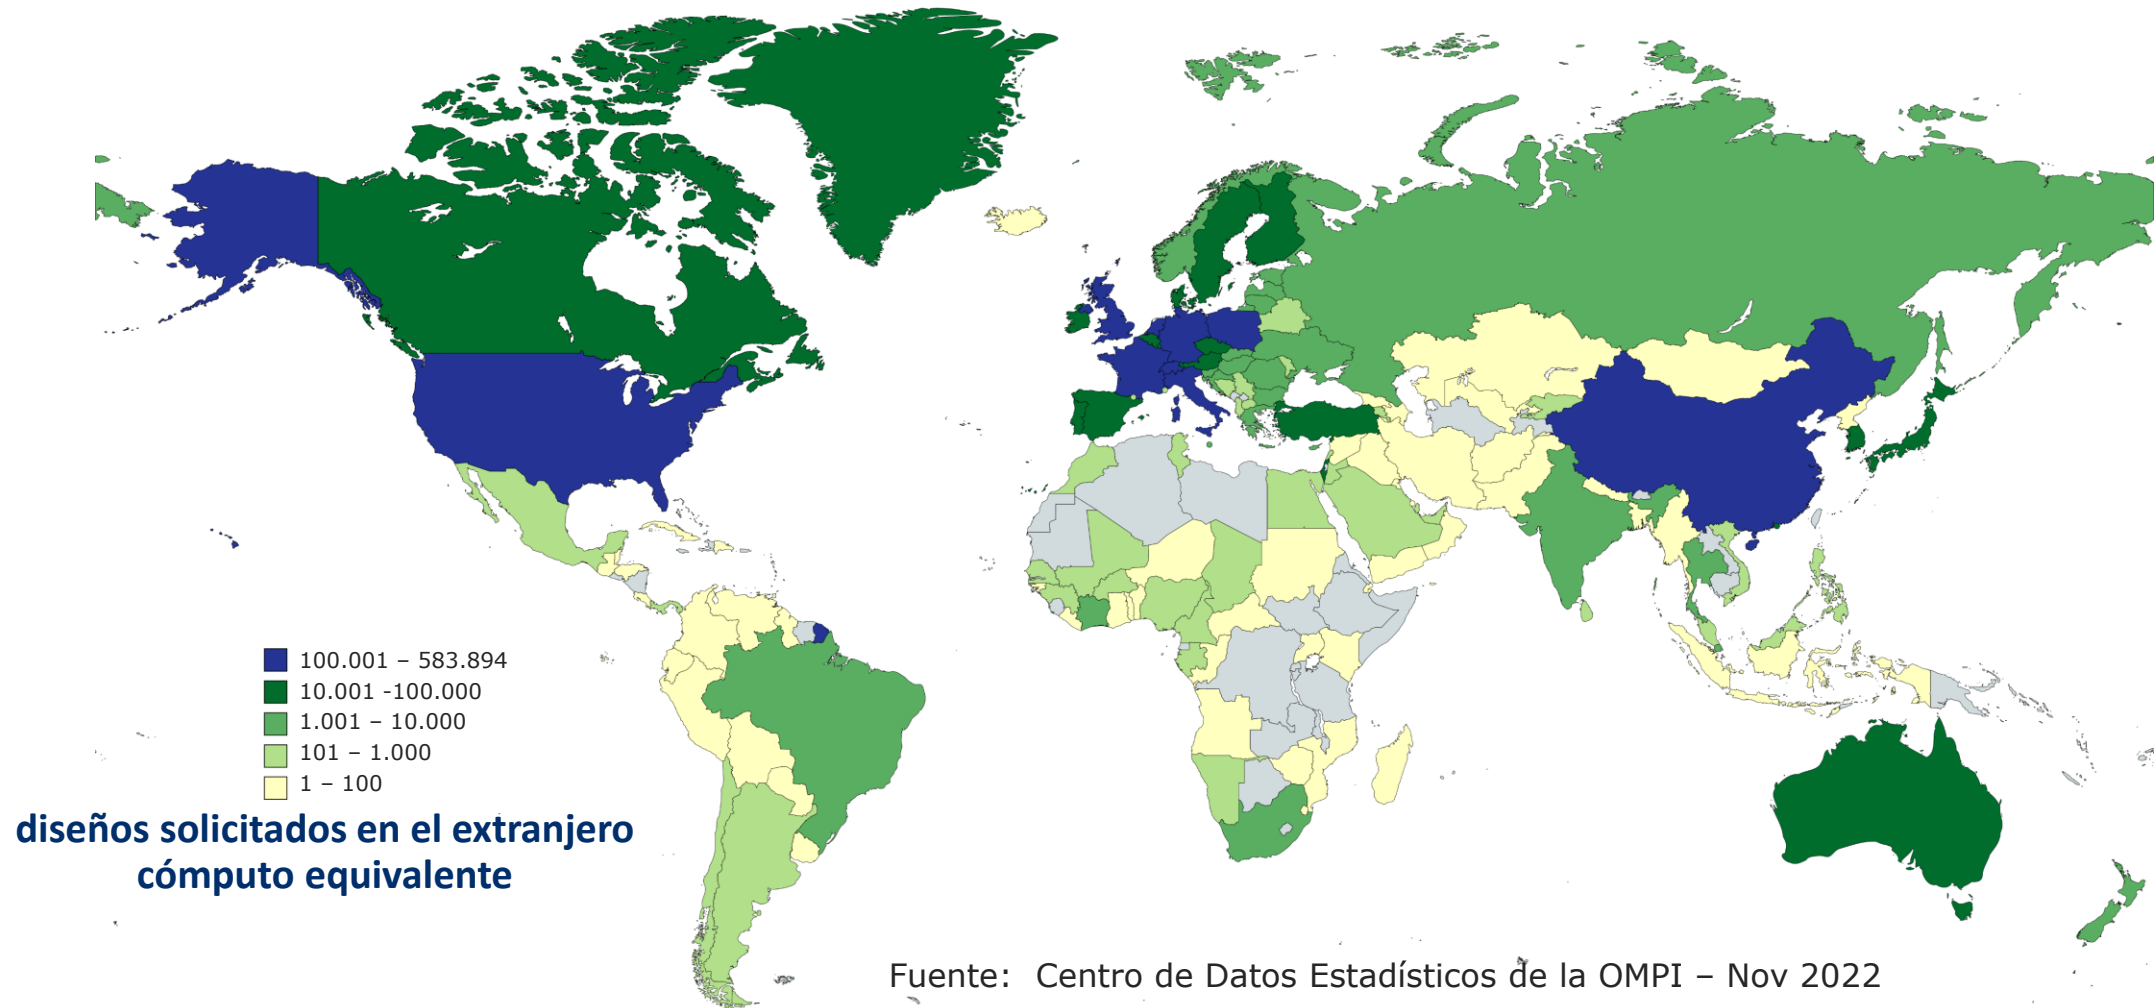 100.001 – 583.894
10.001 -100.000
1.001 – 10.000
101 – 1.000
1 – 100
diseños solicitados en el extranjero
cómputo equivalente
Fuente: Centro de Datos Estadísticos de la OMPI – Nov 2022